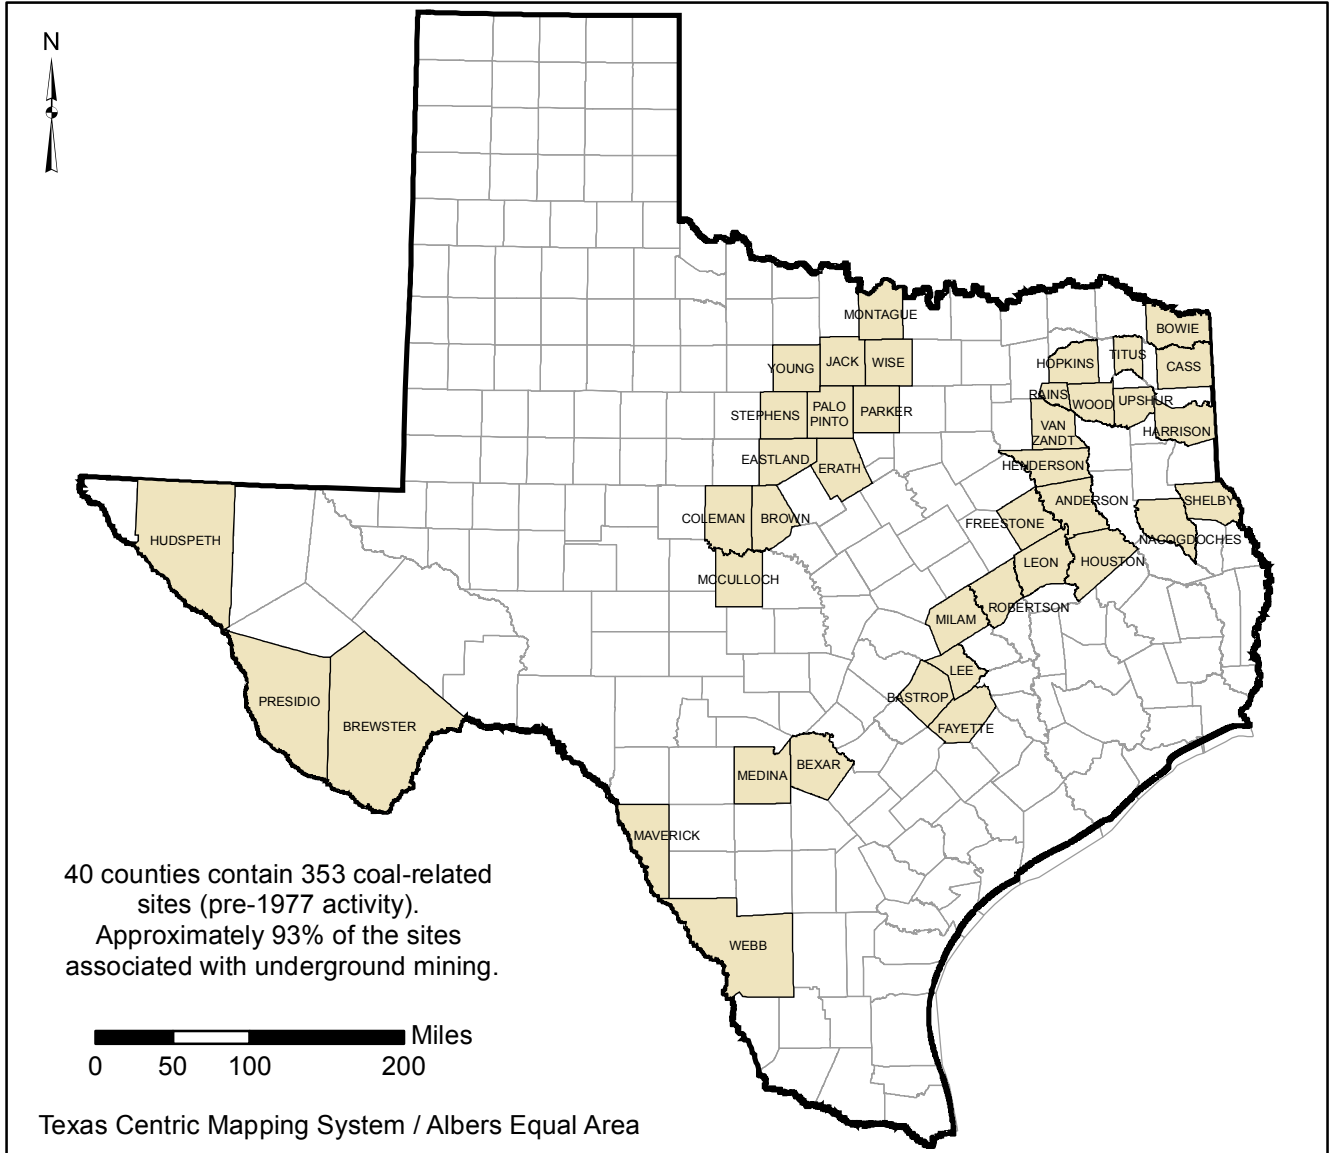 N
MONTAGUE
BOWIE
YOUNG
JACK
WISE
HOPKINS
TITUS
CASS
STEPHENS
PALO
PINTO
PARKER
RAINS
WOOD
UPSHUR
VAN
ZANDT
HARRISON
EASTLAND
ERATH
HENDERSON
COLEMAN
BROWN
ANDERSON
SHELBY
FREESTONE
NACOGDOCHES
HUDSPETH
LEON
HOUSTON
MCCULLOCH
ROBERTSON
MILAM
LEE
BASTROP
FAYETTE
PRESIDIO
BREWSTER
MEDINA
BEXAR
MAVERICK
WEBB
40 counties contain 353 coal-related
sites (pre-1977 activity).
Approximately 93% of the sites
associated with underground mining.
Miles
0 50 100 200
Texas Centric Mapping System / Albers Equal Area